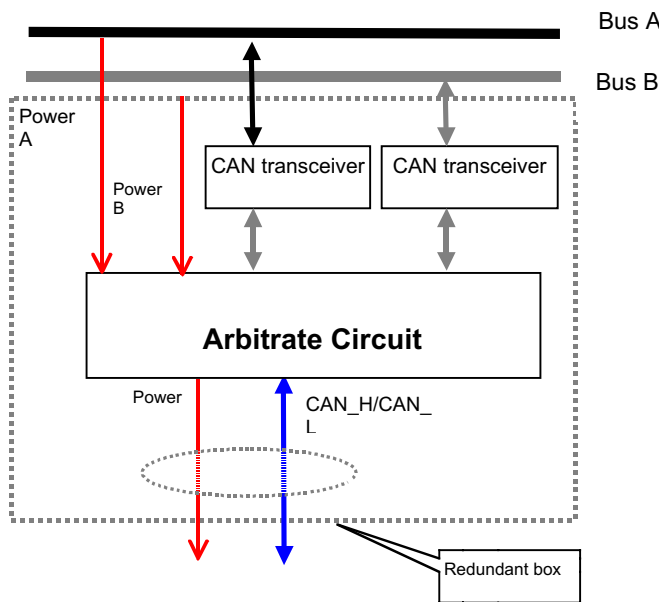 Bus A
Bus B
Power
A
CAN transceiver
CAN transceiver
Power
B
Arbitrate Circuit
Power
CAN_H/CAN_
L
Redundant box